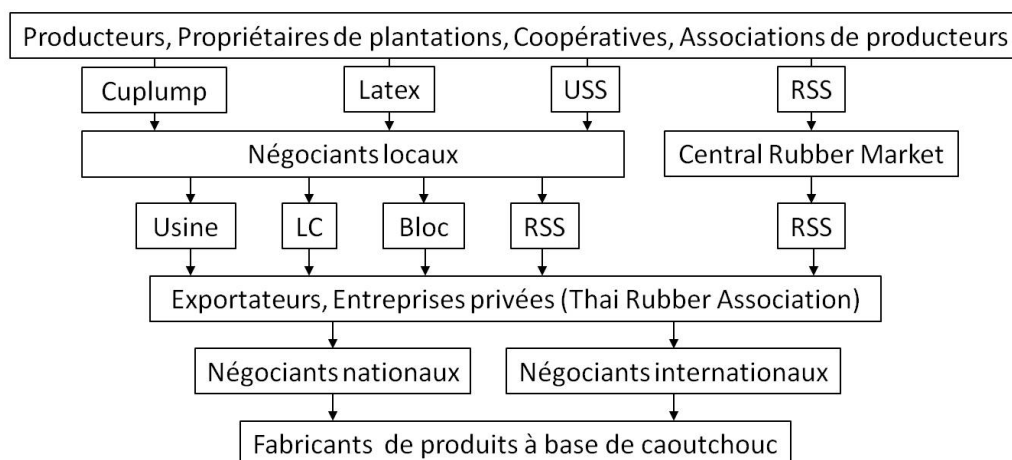 Producteurs, Propriétaires de plantations, Coopératives, Associations de producteurs
Cuplump
Latex
USS
RSS
Négociants locaux
Central Rubber Market
Usine
LC
Bloc
RSS
RSS
Exportateurs, Entreprises privées (Thai Rubber Association)
Négociants nationaux
Négociants internationaux
Fabricants de produits à base de caoutchouc